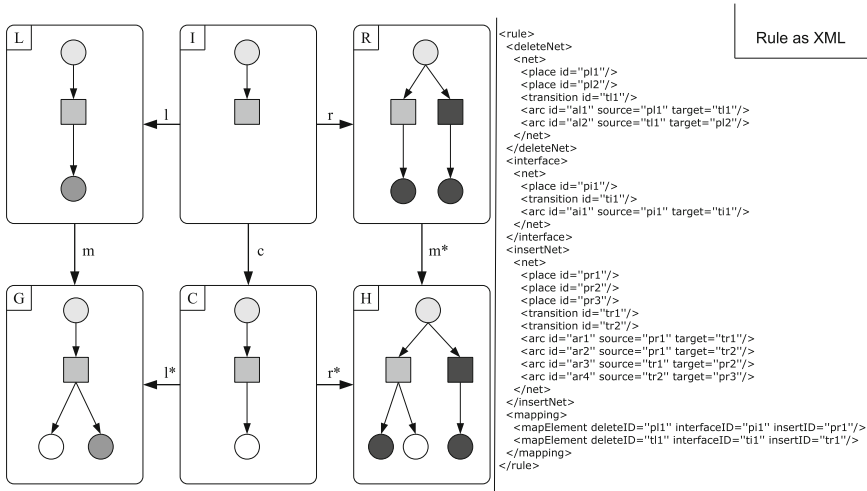 L
I
R
l
r
m
c
m*
G
C
H
l*
r*
Rule as XML
<rule>
<deleteNet>
<net>
<place id="pl1"/>
<place id="pl2"/>
<transition id="tl1"/>
<arc id="al1" source="pl1" target="tl1"/>
<arc id="al2" source="tl1" target="pl2"/>
</net>
</deleteNet>
<interface>
<net>
<place id="pi1"/>
<transition id="ti1"/>
<arc id="ai1" source="pi1" target="ti1"/>
</net>
</interface>
<insertNet>
<net>
<place id="pr1"/>
<place id="pr2"/>
<place id="pr3"/>
<transition id="tr1"/>
<transition id="tr2"/>
<arc id="ar1" source="pr1" target="tr1"/>
<arc id="ar2" source="pr1" target="tr2"/>
<arc id="ar3" source="tr1" target="pr2"/>
<arc id="ar4" source="tr2" target="pr3"/>
</net>
</insertNet>
<mapping>
<mapElement deleteID="pl1" interfaceID="pi1" insertID="pr1"/>
<mapElement deleteID="tl1" interfaceID="ti1" insertID="tr1"/>
</mapping>
</rule>